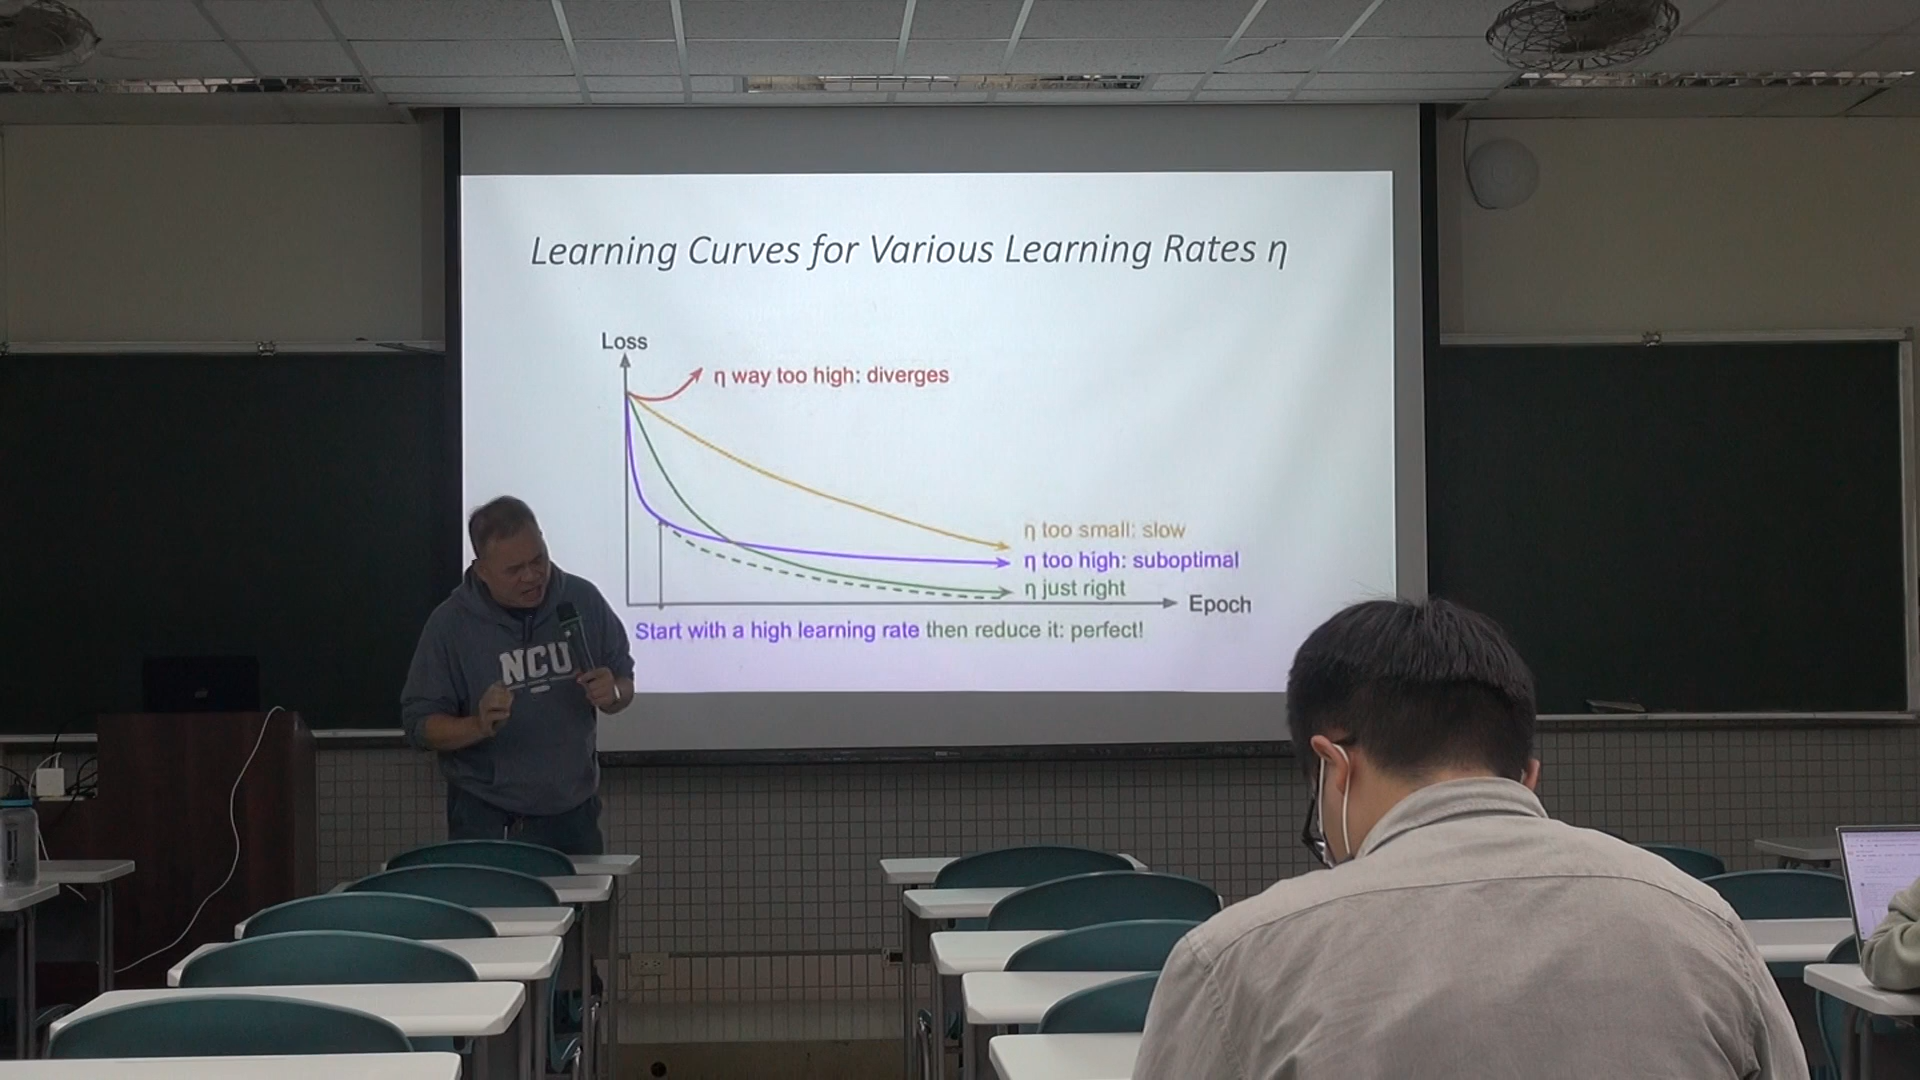 Learning Curves for Various Learning Rates η
Loss
η way too high: diverges
η too small: slow
η too high: suboptimal
η just right
Epoch
Start with a high learning rate then reduce it: perfect!
NCU